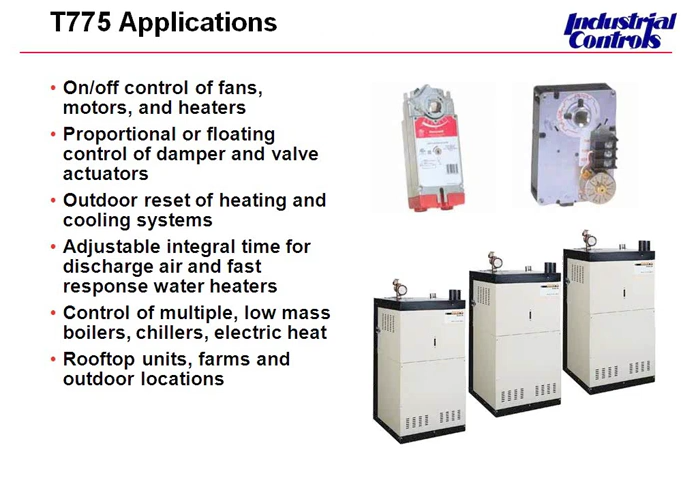 T775 Applications
Industrial
Controls
• On/off control of fans,
motors, and heaters
• Proportional or floating
control of damper and valve
actuators
• Outdoor reset of heating and
cooling systems
• Adjustable integral time for
discharge air and fast
response water heaters
• Control of multiple, low mass
boilers, chillers, electric heat
• Rooftop units, farms and
outdoor locations